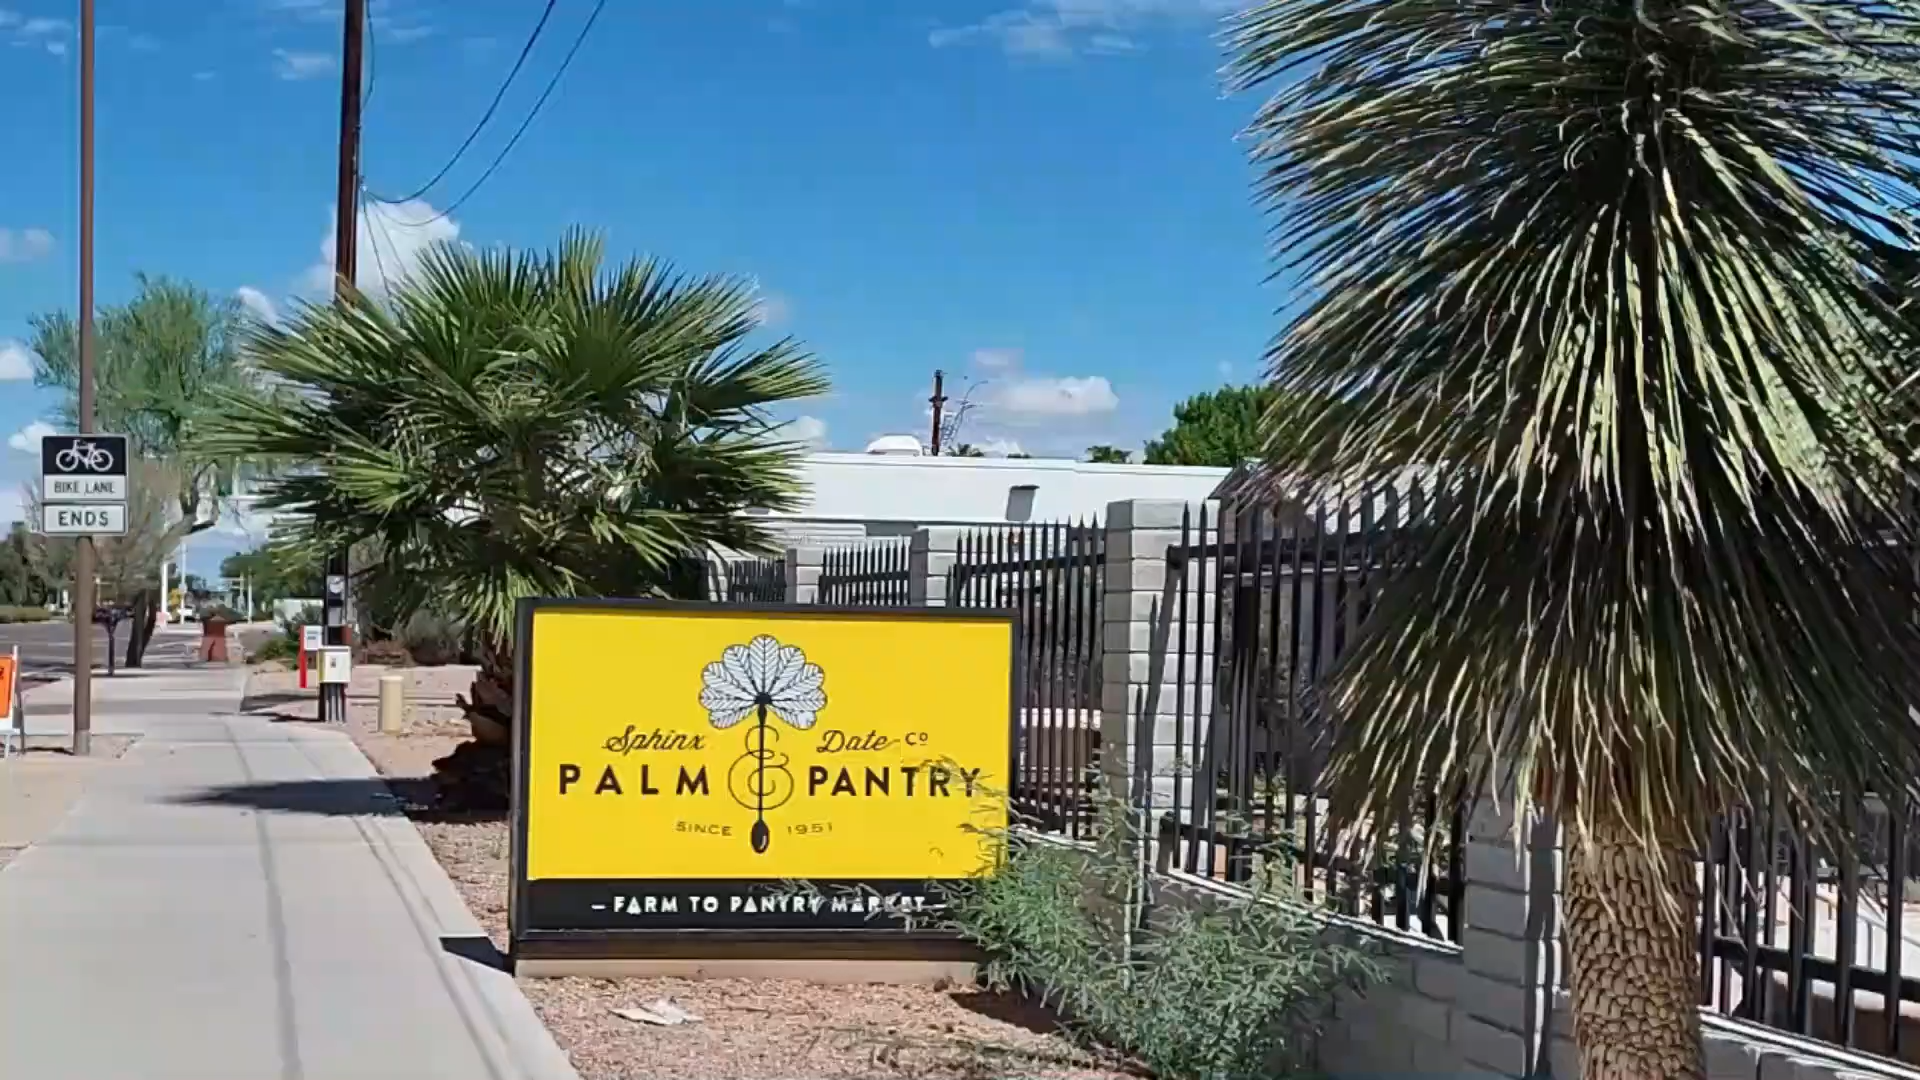 BIKE LANE
ENDS
Sphinx Date Co
PALM & PANTRY
SINCE 1951
– FARM TO PANTRY MARKET –